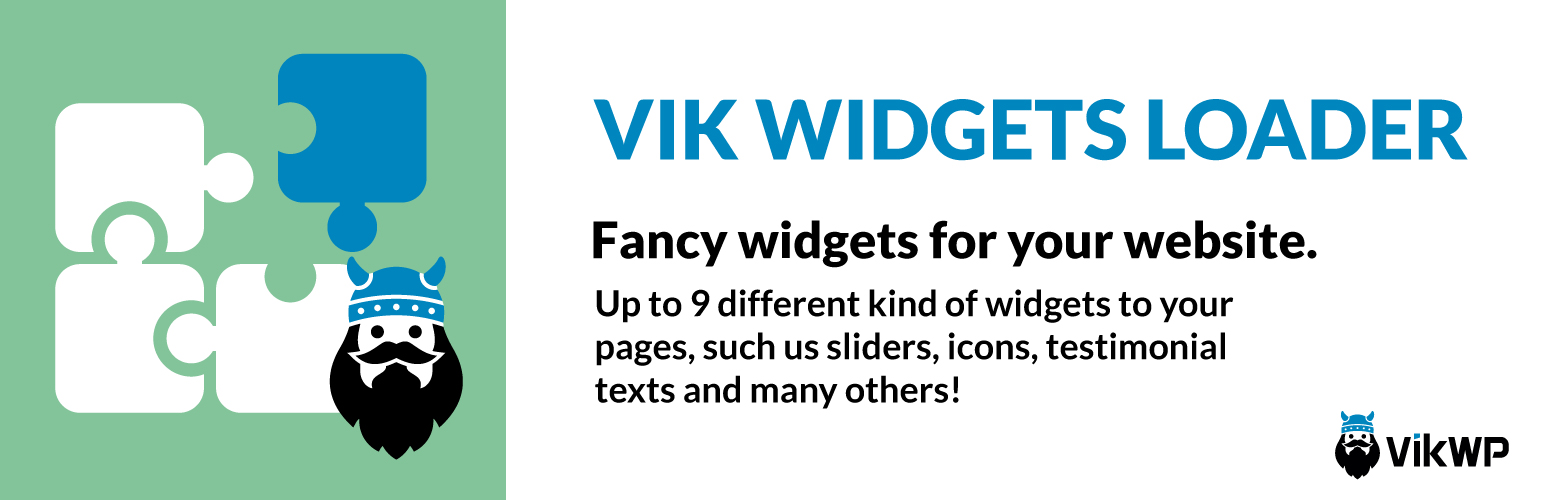 VIK WIDGETS LOADER
Fancy widgets for your website.
Up to 9 different kind of widgets to your
pages, such us sliders, icons, testimonial
texts and many others!
vikWP